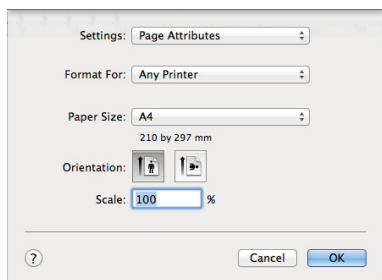 Settings: Page Attributes
Format For: Any Printer
Paper Size: A4
210 by 297 mm
Orientation:
Scale: 100 %
? Cancel OK